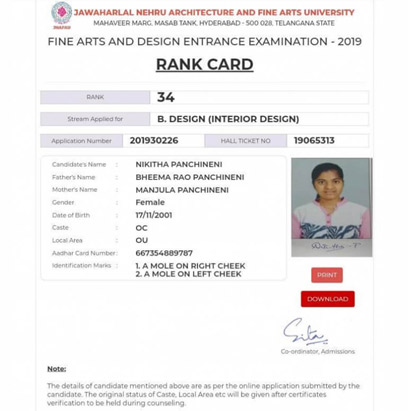 JAWAHARLAL NEHRU ARCHITECTURE AND FINE ARTS UNIVERSITY
MAHAVEER MARG, MASAB TANK, HYDERABAD - 500 028, TELANGANA STATE
FINE ARTS AND DESIGN ENTRANCE EXAMINATION - 2019
RANK CARD
RANK 34
Stream Applied for B. DESIGN (INTERIOR DESIGN)
Application Number 201930226 HALL TICKET NO 19065313
Candidate's Name : NIKITHA PANCHINENI
Father's Name : BHEEMA RAO PANCHINENI
Mother's Name : MANJULA PANCHINENI
Gender : Female
Date of Birth : 17/11/2001
Caste : OC
Local Area : OU
Aadhar Card Number : 667354889787
Identification Marks : 1. A MOLE ON RIGHT CHEEK
2. A MOLE ON LEFT CHEEK
PRINT
DOWNLOAD
Co-ordinator, Admissions
Note:
The details of candidate mentioned above are as per the online application submitted by the
candidate. The original status of Caste, Local Area etc will be given after certificates
verification to be held during counseling.